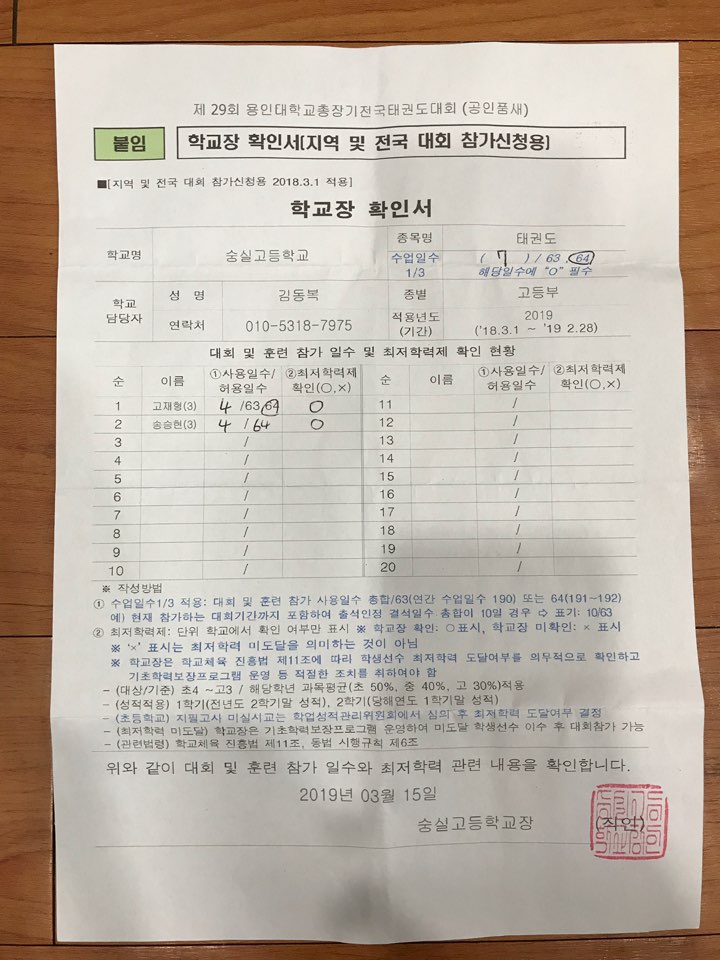 제 29회 용인대학교총장기전국태권도대회 (공인품새)
붙임 학교장 확인서(지역 및 전국 대회 참가신청용)
■[지역 및 전국 대회 참가신청용 2018.3.1 적용]
학교장 확인서
학교명 숭실고등학교 종목명 태권도
수업일수 1/3 ( 7 ) / 63, 64
해당일수에 "O" 필수
학교 담당자 성 명 김동복 종별 고등부
연락처 010-5318-7975 적용년도 (기간) 2019
('18.3.1 ~ '19 2.28)
대회 및 훈련 참가 일수 및 최저학력제 확인 현황
순 이름 ①사용일수/허용일수 ②최저학력제 확인(○,×) 순 이름 ①사용일수/허용일수 ②최저학력제 확인(○,×)
1 고재형(3) 4 /63,64 O 11 /
2 송승현(3) 4 / 64 O 12 /
3 / 13 /
4 / 14 /
5 / 15 /
6 / 16 /
7 / 17 /
8 / 18 /
9 / 19 /
10 / 20 /
※ 작성방법
① 수업일수1/3 적용: 대회 및 훈련 참가 사용일수 총합/63(연간 수업일수 190) 또는 64(191~192)
예) 현재 참가하는 대회기간까지 포함하여 출석인정 결석일수 총합이 10일 경우 ⇨ 표기: 10/63
② 최저학력제: 단위 학교에서 확인 여부만 표시 ※ 학교장 확인: ○표시, 학교장 미확인: × 표시
※ '×' 표시는 최저학력 미도달을 의미하는 것이 아님
※ 학교장은 학교체육 진흥법 제11조에 따리 학생선수 최저학력 도달여부를 의무적으로 확인하고
기초학력보장프로그램 운영 등 적절한 조치를 취하여야 함
- (대상/기준) 초4 ~고3 / 해당학년 과목평균(초 50%, 중 40%, 고 30%)적용
- (성적적용) 1학기(전년도 2학기말 성적), 2학기(당해연도 1학기말 성적)
- (초등학교) 지필고사 미실시교는 학업성적관리위원회에서 심의 후 최저학력 도달여부 결정
- (최저학력 미도달) 학교장은 기초학력보장프로그램 운영하여 미도달 학생선수 이수 후 대회참가 가능
- (관련법령) 학교체육 진흥법 제11조, 동법 시행규칙 제6조
위와 같이 대회 및 훈련 참가 일수와 최저학력 관련 내용을 확인합니다.
2019년 03월 15일
숭실고등학교장 (직인)